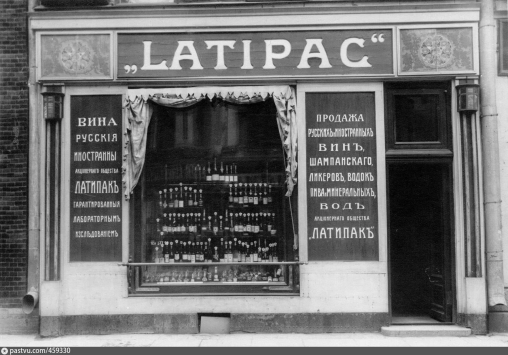 „LATIPAC“
ВИНА
РУССКІЯ
ИНОСТРАННЫ
АКЦІОНЕРНАГО ОБЩЕСТВА
ЛАТИПАКЪ
ГАРАНТИРОВАННЫЯ
ЛАБОРАТОРНЫМЪ
ИЗСЛѢДОВАНІЕМЪ
ПРОДАЖА
РУССКИХЪ И ИНОСТРАННЫХЪ
ВИНЪ,
ШАМПАНСКАГО,
ЛИКЕРОВЪ, ВОДОКЪ
ПИВА И МИНЕРАЛЬНЫХЪ
ВОДЪ
АКЦІОНЕРНАГО ОБЩЕСТВА
„ЛАТИПАКЪ“
pastvu.com/459330